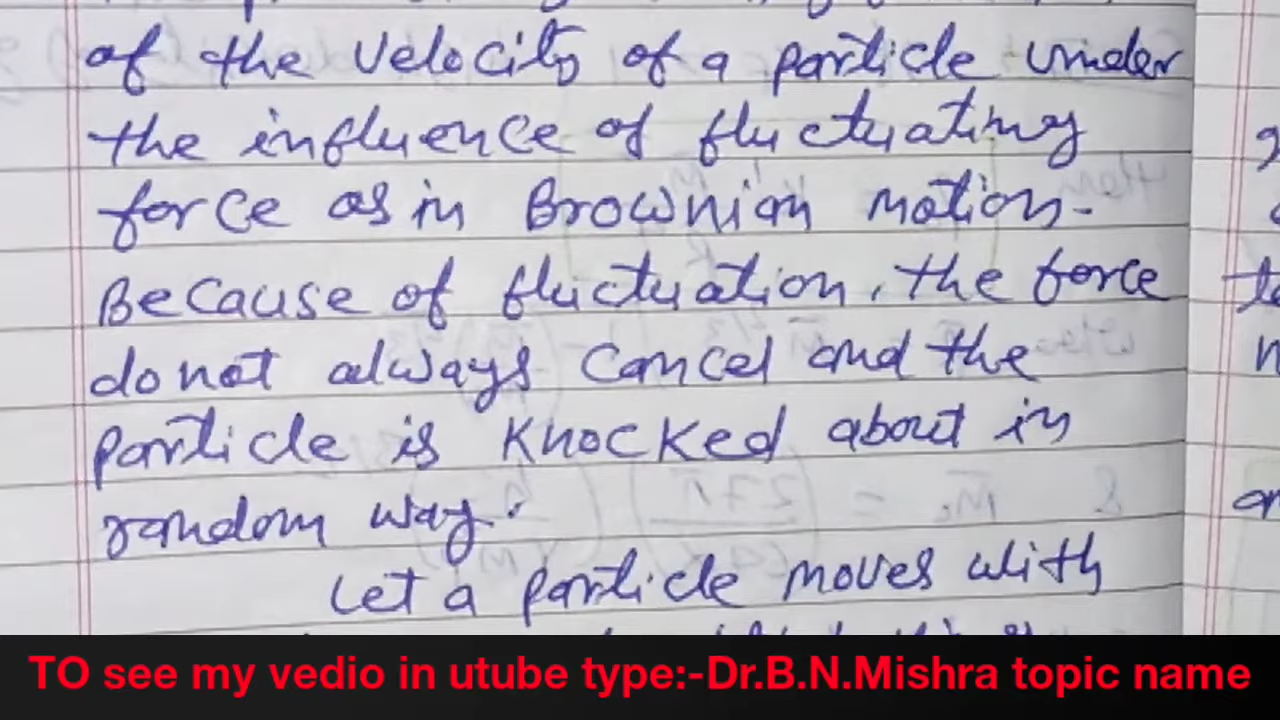 of the Velocity of a particle under
the influence of fluctuating
force as in Brownian motion.
Because of fluctuation, the force
do not always cancel and the
particle is knocked about in
random way.
Let a particle moves with
TO see my vedio in utube type:-Dr.B.N.Mishra topic name